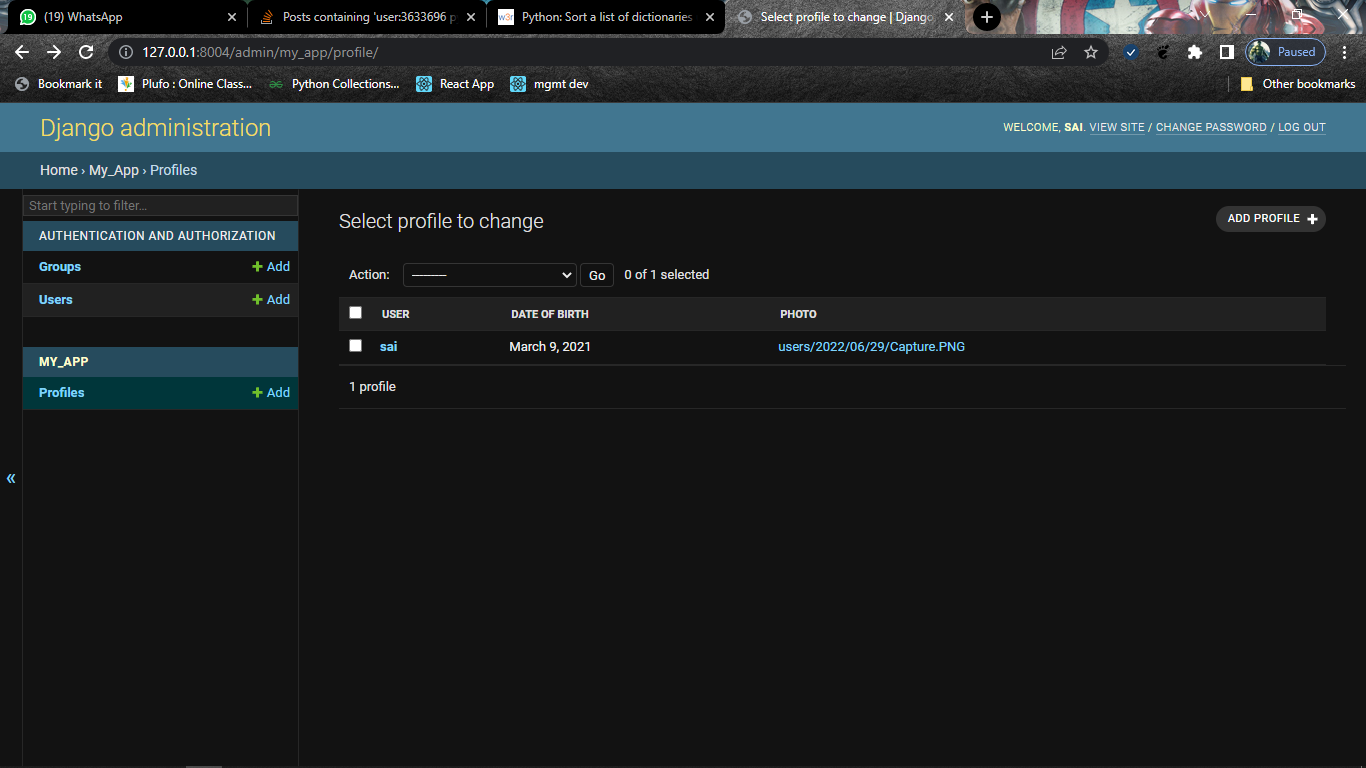 (19) WhatsApp
Posts containing 'user:3633696 p
Python: Sort a list of dictionaries
Select profile to change | Django
127.0.0.1:8004/admin/my_app/profile/
Paused
Bookmark it
Plufo : Online Class...
Python Collections...
React App
mgmt dev
Other bookmarks
Django administration
WELCOME, SAI. VIEW SITE / CHANGE PASSWORD / LOG OUT
Home › My_App › Profiles
Start typing to filter...
AUTHENTICATION AND AUTHORIZATION
Groups
+ Add
Users
+ Add
MY_APP
Profiles
+ Add
«
Select profile to change
ADD PROFILE +
Action: --------- Go 0 of 1 selected
USER DATE OF BIRTH PHOTO
sai March 9, 2021 users/2022/06/29/Capture.PNG
1 profile